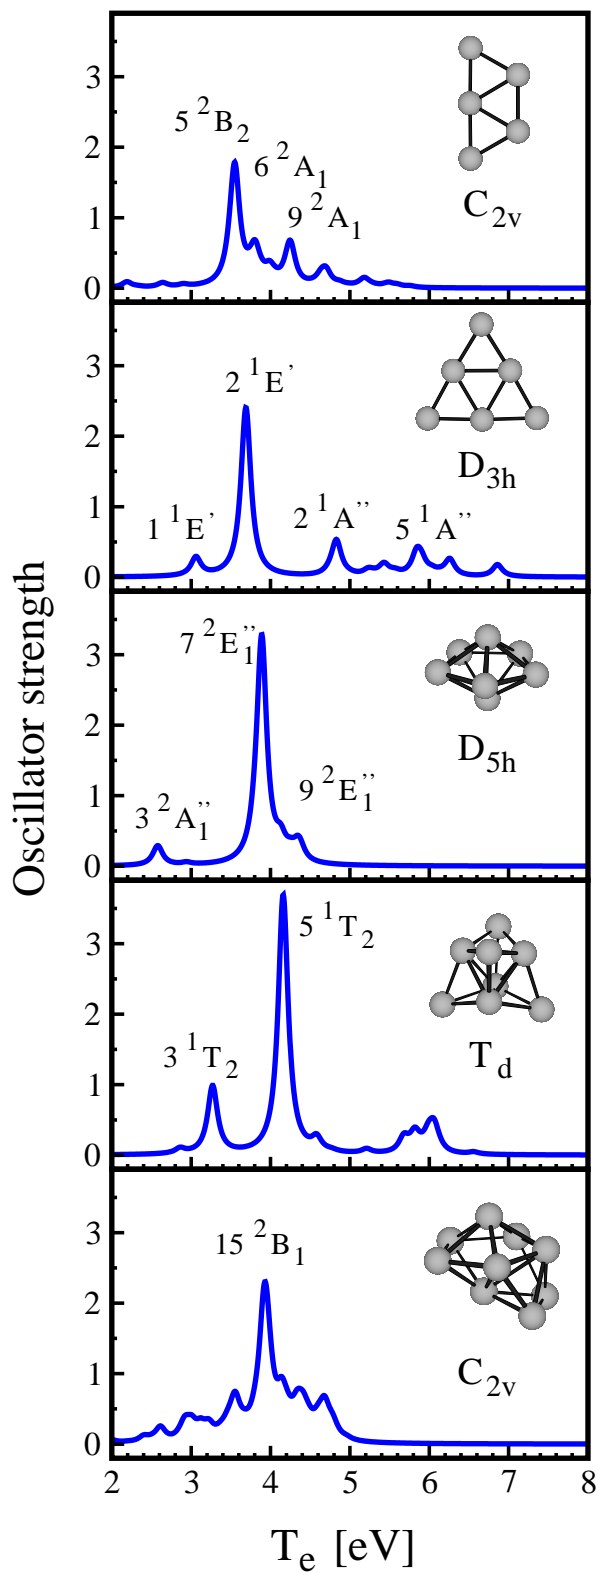 3
5 ²B₂
6 ²A₁
2
9 ²A₁
C₂ᵥ
1
0
3
2 ¹E’
2
D₃ₕ
1 ¹E’
2 ¹A’’
5 ¹A’’
1
0
Oscillator strength
7 ²E₁’’
3
D₅ₕ
2
9 ²E₁’’
3 ²A₁’’
1
0
5 ¹T₂
3
2
3 ¹T₂
T d
1
0
15 ²B₁
3
2
C₂ᵥ
1
0
2 3 4 5 6 7 8
Tₑ [eV]